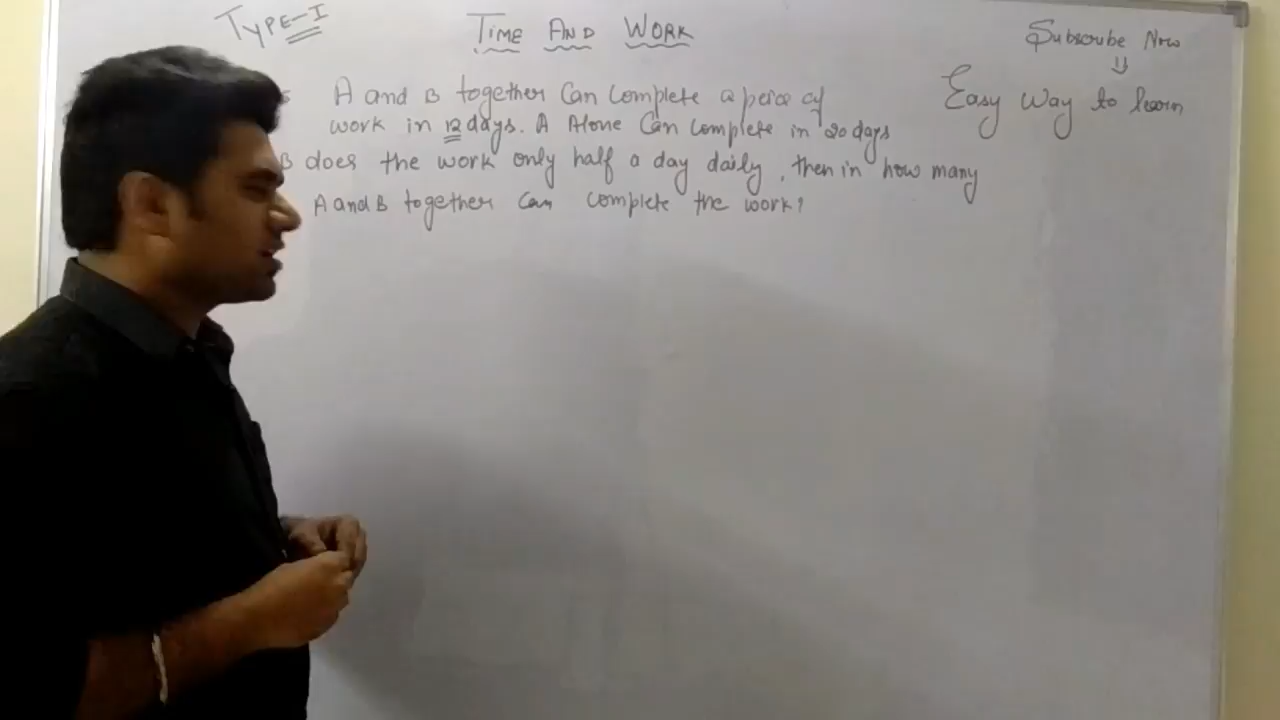 TYPE-I
TIME AND WORK
Subscribe Now
Easy Way to learn
A and B together Can Complete a peice of
work in 12 days. A Alone Can Complete in 20 days
B does the work only half a day daily, then in how many
A and B together can complete the work?